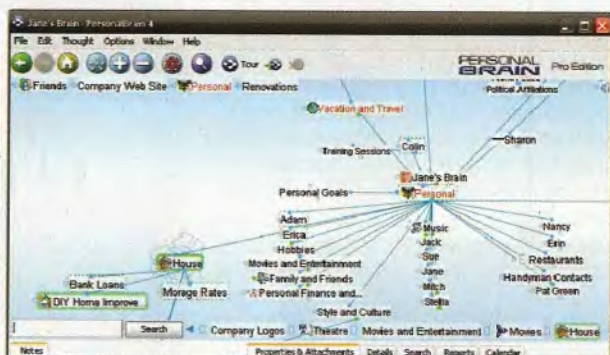 Jane's Brain - PersonalBrain 4
File Edit Thought Options Window Help
Tour
PERSONAL BRAIN Pro Edition
Friends Company Web Site Personal Renovations
Political Affiliations
Vacation and Travel
Training Sessions Colin Sharon
Jane's Brain
Personal Goals Personal
Adam Music Nancy
Erica Jack Erin
Hobbies Sue Restaurants
House Movies and Entertainment Jane Handyman Contacts
Bank Loans Family and Friends Mitch Pat Green
Morage Rates Personal Finance and... Stella
DIY Home Improve
Style and Culture
Search Company Logos Theatre Movies and Entertainment Movies House
Notes Properties & Attachments Details Search Reports Calendar